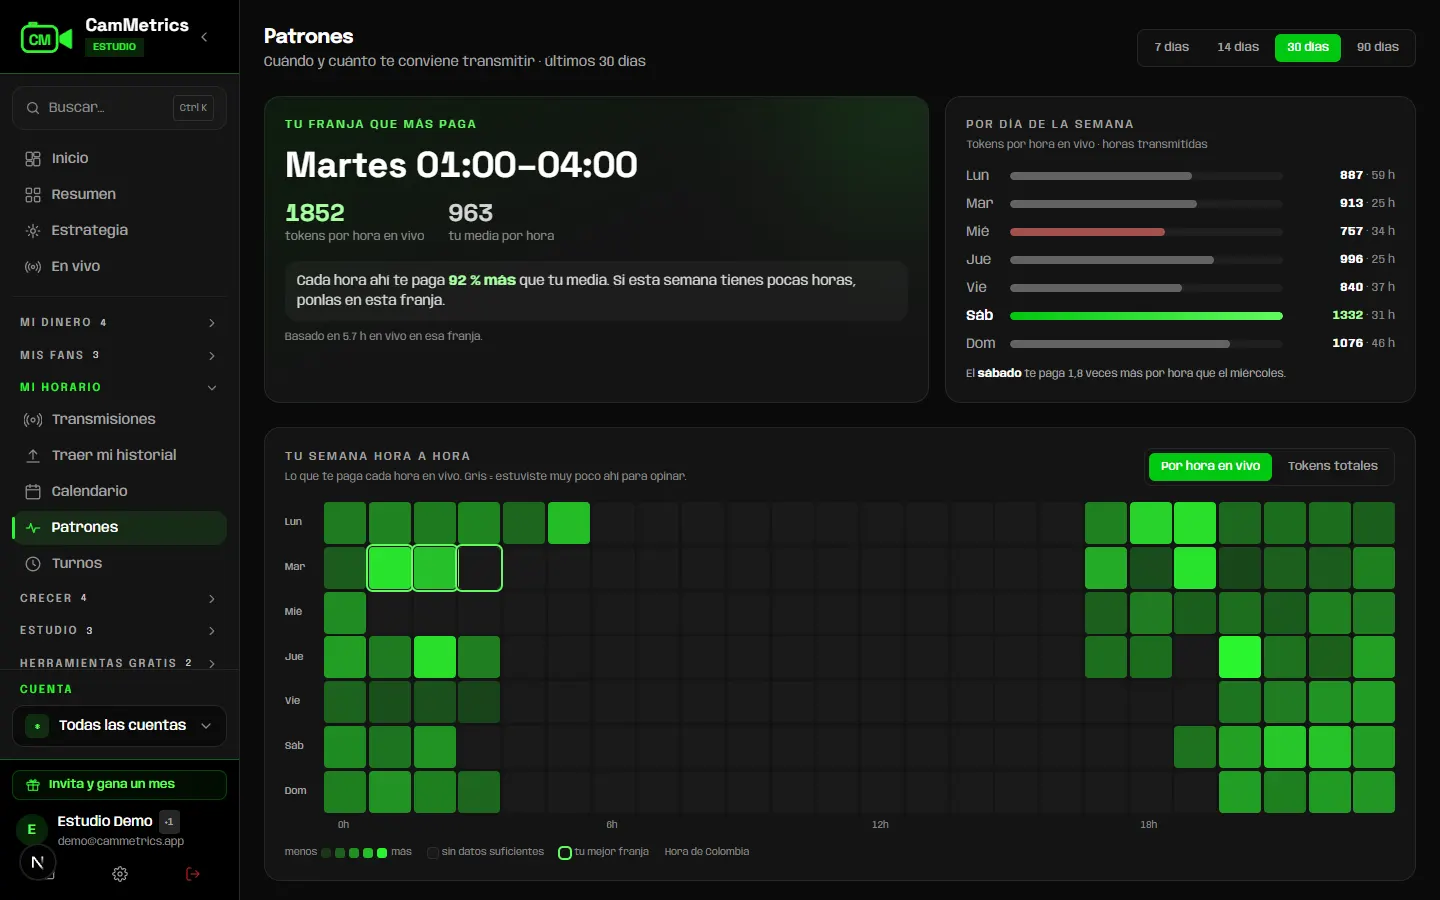 CM
CamMetrics
ESTUDIO
Buscar…
Ctrl K
Inicio
Resumen
Estrategia
En vivo
MI DINERO 4
MIS FANS 3
MI HORARIO
Transmisiones
Traer mi historial
Calendario
Patrones
Turnos
CRECER 4
ESTUDIO 3
HERRAMIENTAS GRATIS 2
CUENTA
Todas las cuentas
Invita y gana un mes
E
Estudio Demo
demo@cammetrics.app
N
Patrones
Cuándo y cuánto te conviene transmitir · últimos 30 días
7 días
14 días
30 días
90 días
TU FRANJA QUE MÁS PAGA
Martes 01:00–04:00
1852
tokens por hora en vivo
963
tu media por hora
Cada hora ahí te paga 92 % más que tu media. Si esta semana tienes pocas horas,
ponlas en esta franja.
Basado en 5.7 h en vivo en esa franja.
POR DÍA DE LA SEMANA
Tokens por hora en vivo · horas transmitidas
Lun 887 · 59 h
Mar 913 · 25 h
Mié 757 · 34 h
Jue 996 · 25 h
Vie 840 · 37 h
Sáb 1332 · 31 h
Dom 1076 · 46 h
El sábado te paga 1,8 veces más por hora que el miércoles.
TU SEMANA HORA A HORA
Lo que te paga cada hora en vivo. Gris = estuviste muy poco ahí para opinar.
Por hora en vivo
Tokens totales
Lun
Mar
Mié
Jue
Vie
Sáb
Dom
0h
6h
12h
18h
menos
más
sin datos suficientes
tu mejor franja
Hora de Colombia